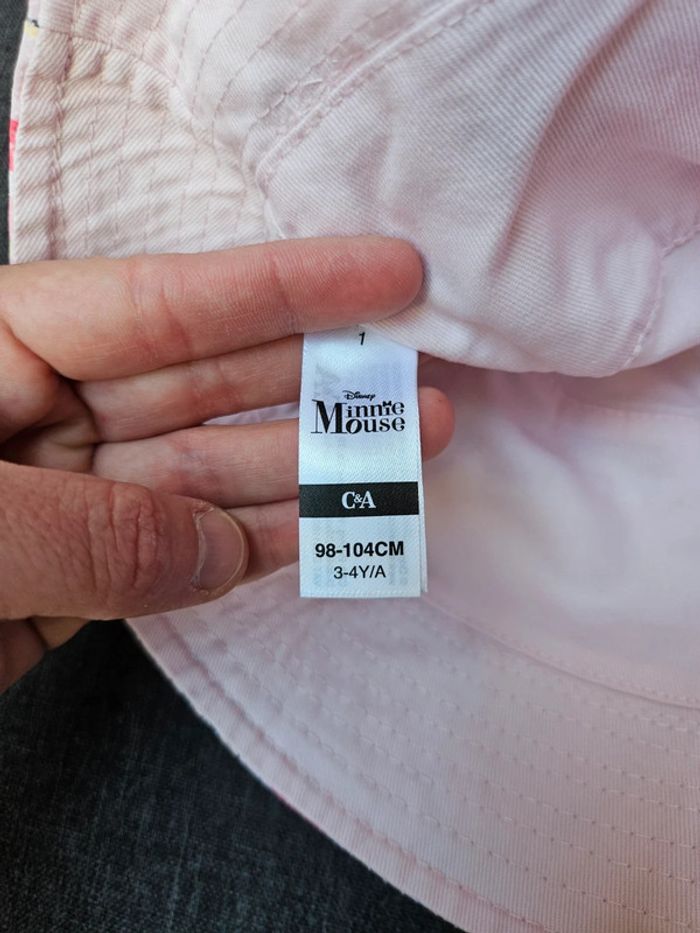 1
Disney
Minnie
Mouse
C&A
98-104CM
3-4Y/A